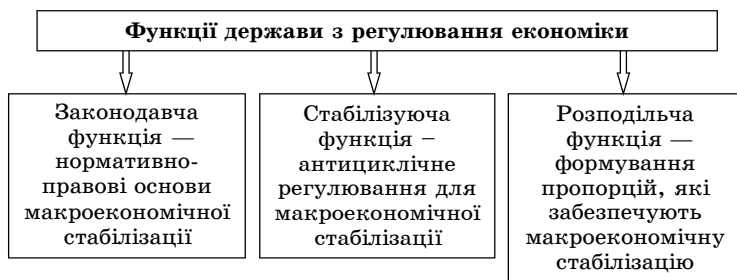 Функції держави з регулювання економіки
Законодавча
функція —
нормативно-
правові основи
макроекономічної
стабілізації
Стабілізуюча
функція –
антициклічне
регулювання для
макроекономічної
стабілізації
Розподільча
функція —
формування
пропорцій, які
забезпечують
макроекономічну
стабілізацію